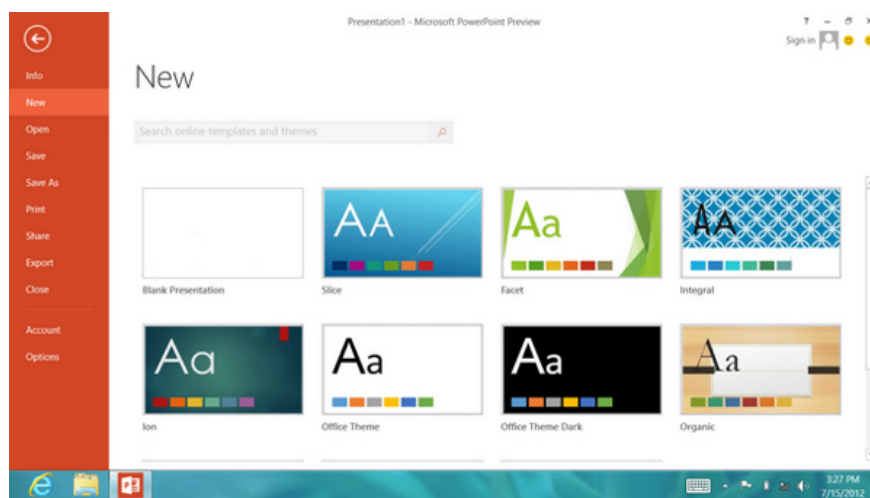 Presentation1 - Microsoft PowerPoint Preview
?
Sign in
Info
New
Open
Save
Save As
Print
Share
Export
Close
Account
Options
New
Search online templates and themes
Blank Presentation
Aa
Slice
Aa
Facet
Aa
Integral
Aa
Ion
Aa
Office Theme
Aa
Office Theme Dark
Aa
Organic
3:27 PM
7/15/2012